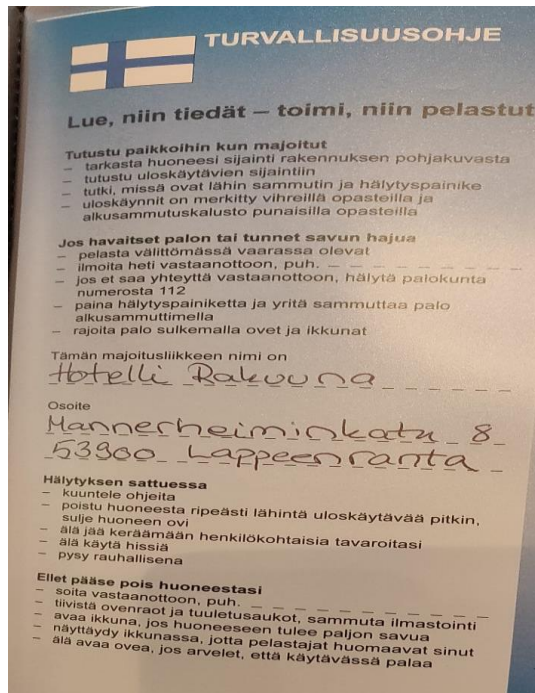 TURVALLISUUSOHJE
Lue, niin tiedät – toimi, niin pelastut
Tutustu paikkoihin kun majoitut
– tarkasta huoneesi sijainti rakennuksen pohjakuvasta
– tutustu uloskäytävien sijaintiin
– tutki, missä ovat lähin sammutin ja hälytyspainike
– uloskäynnit on merkitty vihreillä opasteilla ja
alkusammutuskalusto punaisilla opasteilla
Jos havaitset palon tai tunnet savun hajua
– pelasta välittömässä vaarassa olevat
– ilmoita heti vastaanottoon, puh.
– jos et saa yhteyttä vastaanottoon, hälytä palokunta
numerosta 112
– paina hälytyspainiketta ja yritä sammuttaa palo
alkusammuttimella
– rajoita palo sulkemalla ovet ja ikkunat
Tämän majoitusliikkeen nimi on
Hotelli Rakuuna
Osoite
Mannerheiminkatu 8
53900 Lappeenranta
Hälytyksen sattuessa
– kuuntele ohjeita
– poistu huoneesta ripeästi lähintä uloskäytävää pitkin,
sulje huoneen ovi
– älä jää keräämään henkilökohtaisia tavaroitasi
– älä käytä hissiä
– pysy rauhallisena
Ellet pääse pois huoneestasi
– soita vastaanottoon, puh.
– tiivistä ovenraot ja tuuletusaukot, sammuta ilmastointi
– avaa ikkuna, jos huoneeseen tulee paljon savua
– näyttäydy ikkunassa, jotta pelastajat huomaavat sinut
– älä avaa ovea, jos arvelet, että käytävässä palaa